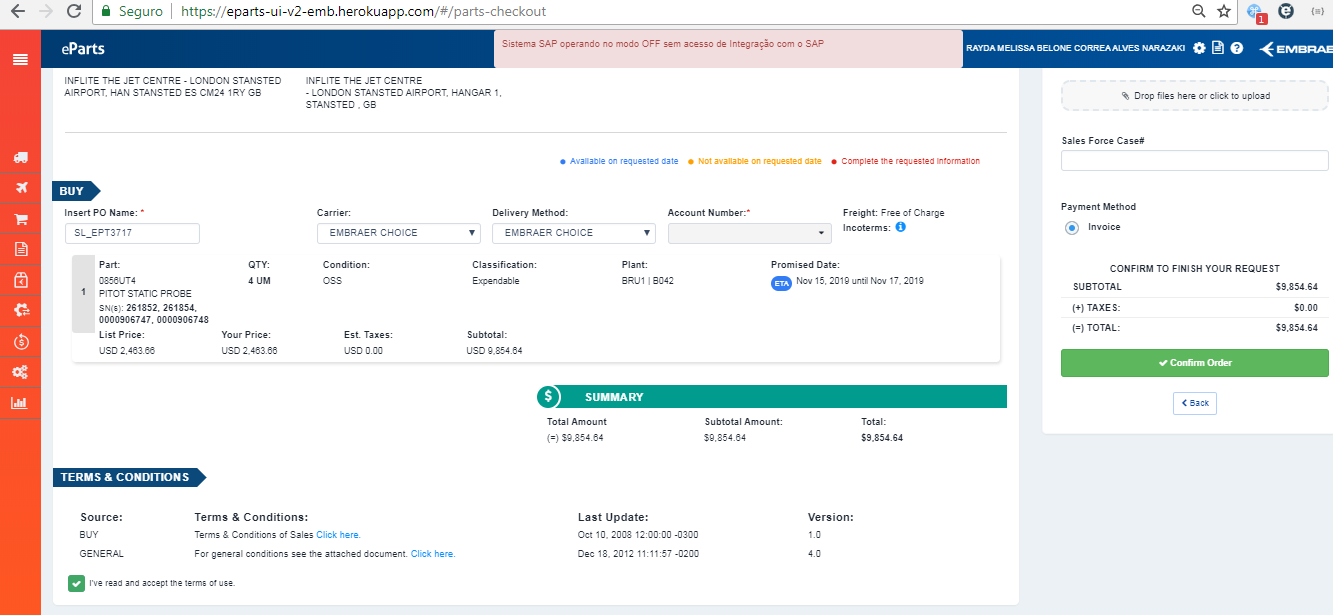 Seguro
https://eparts-ui-v2-emb.herokuapp.com/#/parts-checkout
1
eParts
Sistema SAP operando no modo OFF sem acesso de Integração com o SAP
RAYDA MELISSA BELONE CORREA ALVES NARAZAKI
EMBRAE
INFLITE THE JET CENTRE - LONDON STANSTED
AIRPORT, HAN STANSTED ES CM24 1RY GB
INFLITE THE JET CENTRE
- LONDON STANSTED AIRPORT, HANGAR 1,
STANSTED , GB
Available on requested date
Not available on requested date
Complete the requested information
BUY
Insert PO Name: *
SL_EPT3717
Carrier:
EMBRAER CHOICE
Delivery Method:
EMBRAER CHOICE
Account Number:*
Freight: Free of Charge
Incoterms:
1
Part:
0856UT4
PITOT STATIC PROBE
SN(s): 261852, 261854,
0000906747, 0000906748
QTY:
4 UM
Condition:
OSS
Classification:
Expendable
Plant:
BRU1 | B042
Promised Date:
ETA Nov 15, 2019 until Nov 17, 2019
List Price:
USD 2,463.66
Your Price:
USD 2,463.66
Est. Taxes:
USD 0.00
Subtotal:
USD 9,854.64
$ SUMMARY
Total Amount
(=) $9,854.64
Subtotal Amount:
$9,854.64
Total:
$9,854.64
TERMS & CONDITIONS
Source: Terms & Conditions: Last Update: Version:
BUY Terms & Conditions of Sales Click here. Oct 10, 2008 12:00:00 -0300 1.0
GENERAL For general conditions see the attached document. Click here. Dec 18, 2012 11:11:57 -0200 4.0
I've read and accept the terms of use.
Drop files here or click to upload
Sales Force Case#
Payment Method
Invoice
CONFIRM TO FINISH YOUR REQUEST
SUBTOTAL $9,854.64
(+) TAXES: $0.00
(=) TOTAL: $9,854.64
Confirm Order
Back